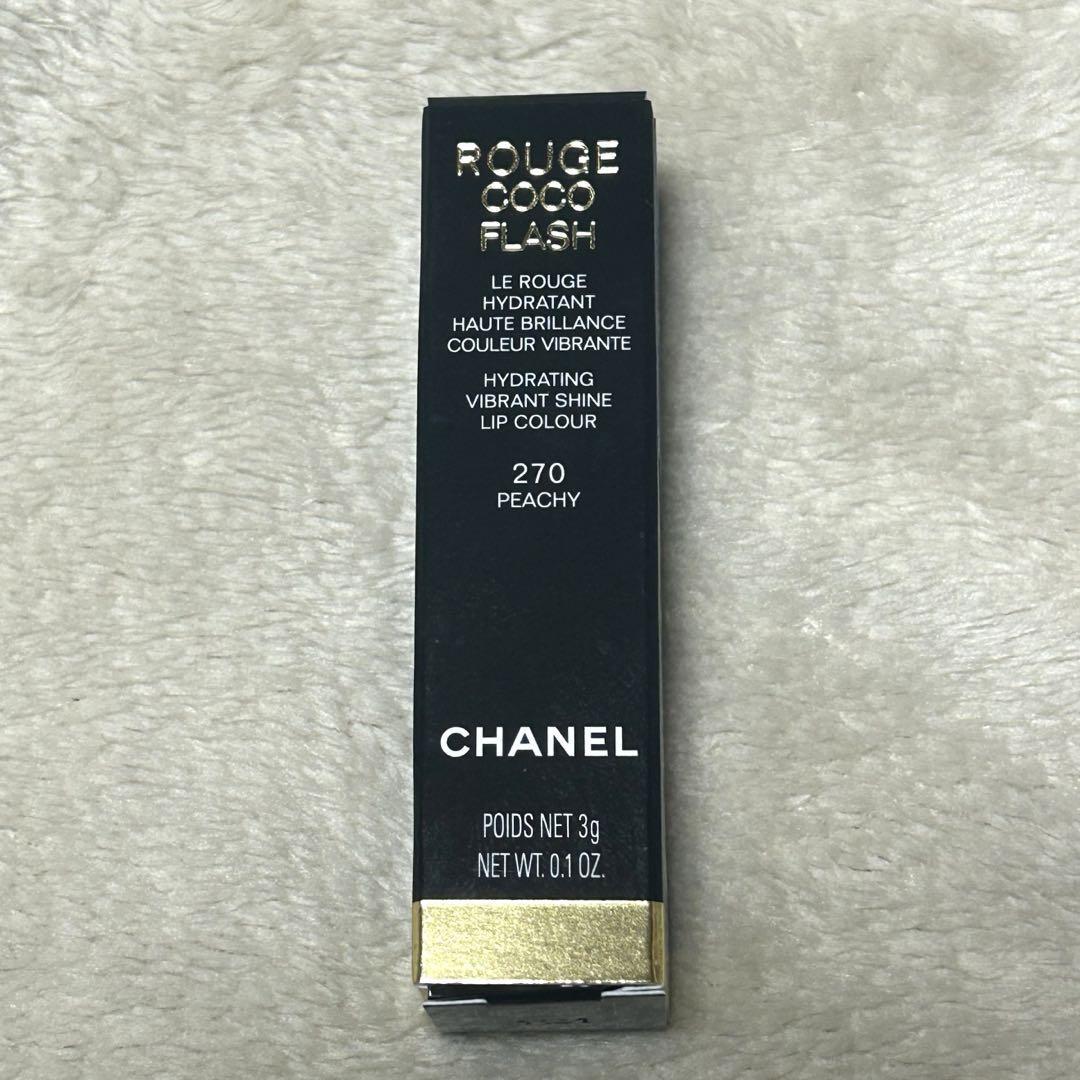 ROUGE
COCO
FLASH
LE ROUGE
HYDRATANT
HAUTE BRILLANCE
COULEUR VIBRANTE
HYDRATING
VIBRANT SHINE
LIP COLOUR
270
PEACHY
CHANEL
POIDS NET 3g
NET WT. 0.1 OZ.